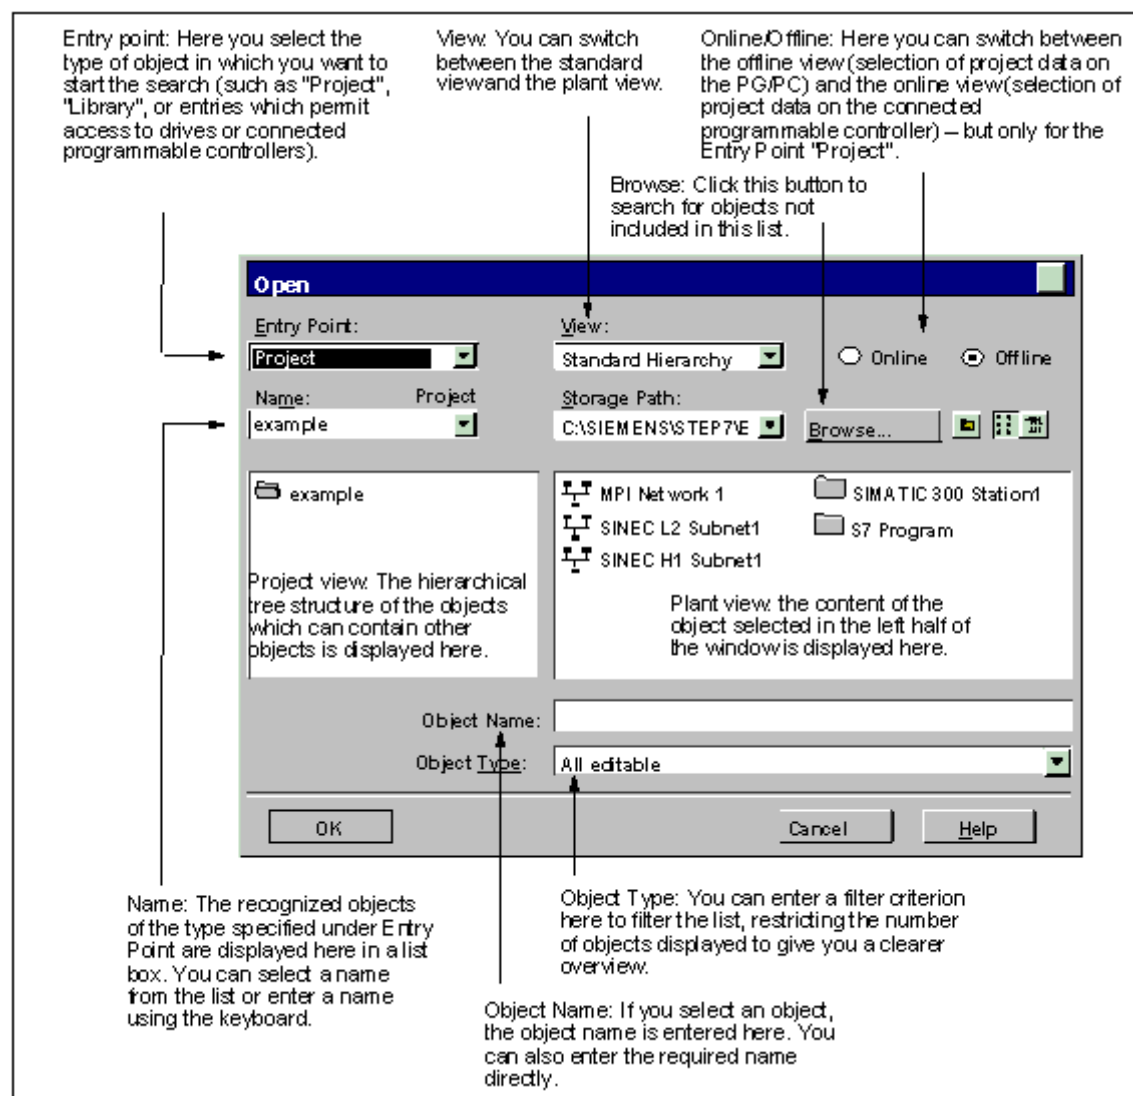 Entry point: Here you select the
type of object in which you want to
start the search (such as "Project",
"Library", or entries which permit
access to drives or connected
programmable controllers).
View: You can switch
between the standard
viewand the plant view.
Online/Offline: Here you can switch between
the offline view (selection of project data on
the PG/PC) and the online view (selection of
project data on the connected
programmable controller) – but only for the
Entry Point "Project".
Browse: Click this button to
search for objects not
included in this list.
Open
Entry Point:
View:
Project
Standard Hierarchy
Online
Offline
Name:
Project
Storage Path:
example
C:\SIEMENS\STEP7\E
Browse...
example
MPI Network 1
SIMATIC 300 Station1
SINEC L2 Subnet1
S7 Program
SINEC H1 Subnet1
Project view: The hierarchical
tree structure of the objects
which can contain other
objects is displayed here.
Plant view: the content of the
object selected in the left half of
the window is displayed here.
Object Name:
Object Type:
All editable
OK
Cancel
Help
Name: The recognized objects
of the type specified under Entry
Point are displayed here in a list
box. You can select a name
from the list or enter a name
using the keyboard.
Object Type: You can enter a filter criterion
here to filter the list, restricting the number
of objects displayed to give you a clearer
overview.
Object Name: If you select an object,
the object name is entered here. You
can also enter the required name
directly.